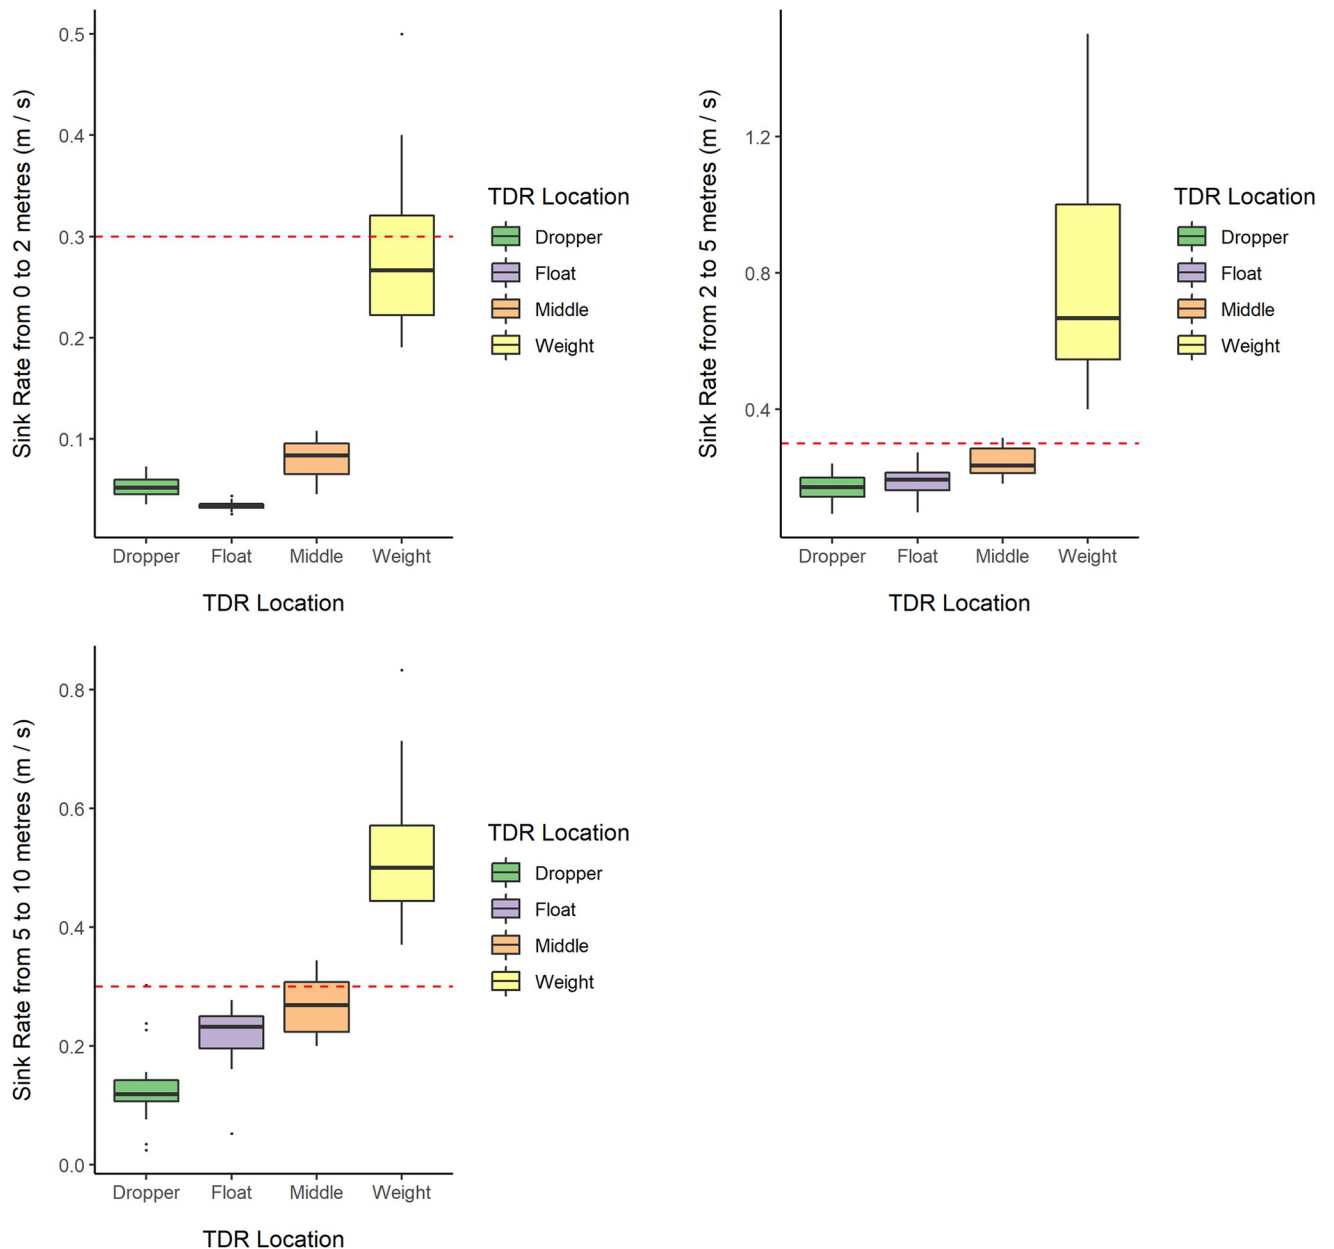 Sink Rate from 0 to 2 metres (m / s)
0.5
0.4
0.3
0.2
0.1
Dropper Float Middle Weight
TDR Location
TDR Location
Dropper
Float
Middle
Weight
Sink Rate from 2 to 5 metres (m / s)
1.2
0.8
0.4
Dropper Float Middle Weight
TDR Location
TDR Location
Dropper
Float
Middle
Weight
Sink Rate from 5 to 10 metres (m / s)
0.8
0.6
0.4
0.2
0.0
Dropper Float Middle Weight
TDR Location
TDR Location
Dropper
Float
Middle
Weight